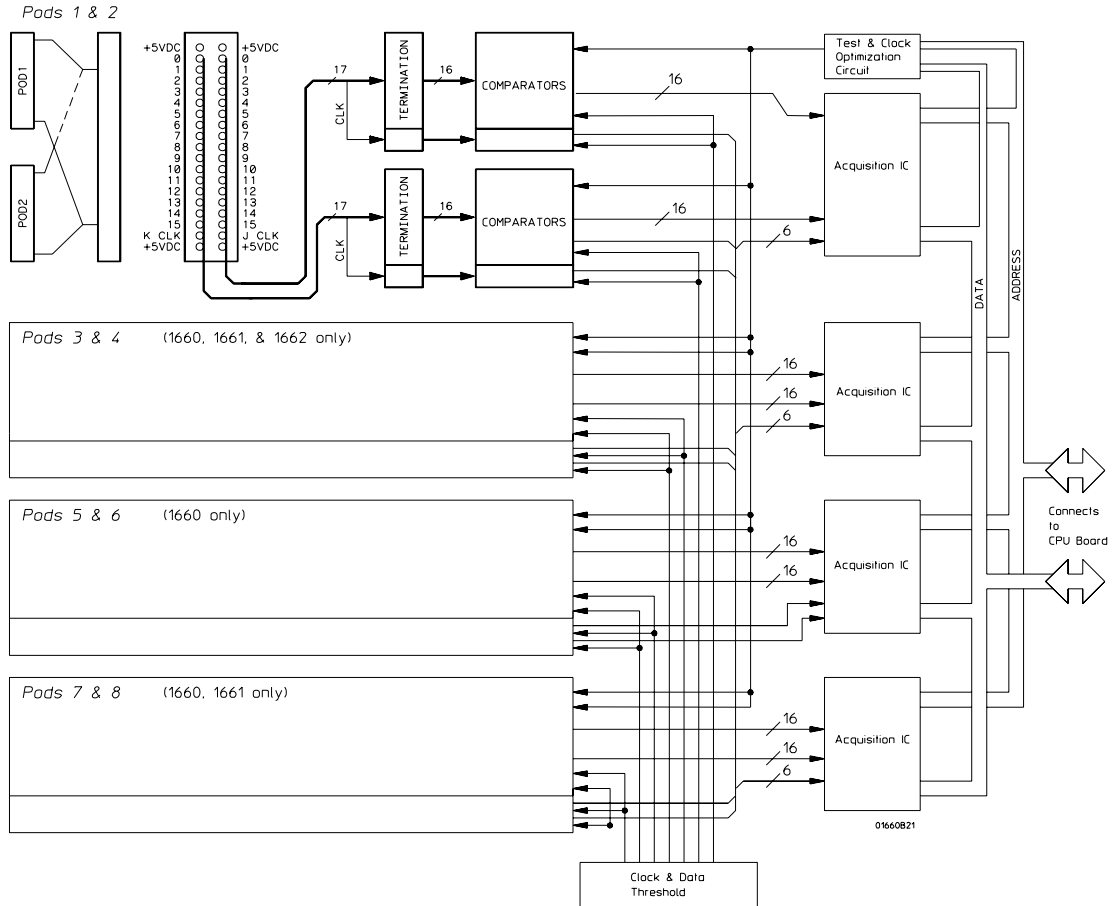 Pods 1 & 2
POD1
POD2
+5VDC +5VDC
0 0
1 1
2 2
3 3
4 4
5 5
6 6
7 7
8 8
9 9
10 10
11 11
12 12
13 13
14 14
15 15
K CLK J CLK
+5VDC +5VDC
17
CLK
TERMINATION
16
COMPARATORS
16
17
CLK
TERMINATION
16
COMPARATORS
16
6
Test & Clock
Optimization
Circuit
Acquisition IC
DATA
ADDRESS
Pods 3 & 4 (1660, 1661, & 1662 only)
16
16
6
Acquisition IC
Pods 5 & 6 (1660 only)
16
16
Acquisition IC
Connects
to
CPU Board
Pods 7 & 8 (1660, 1661 only)
16
16
6
Acquisition IC
01660B21
Clock & Data
Threshold